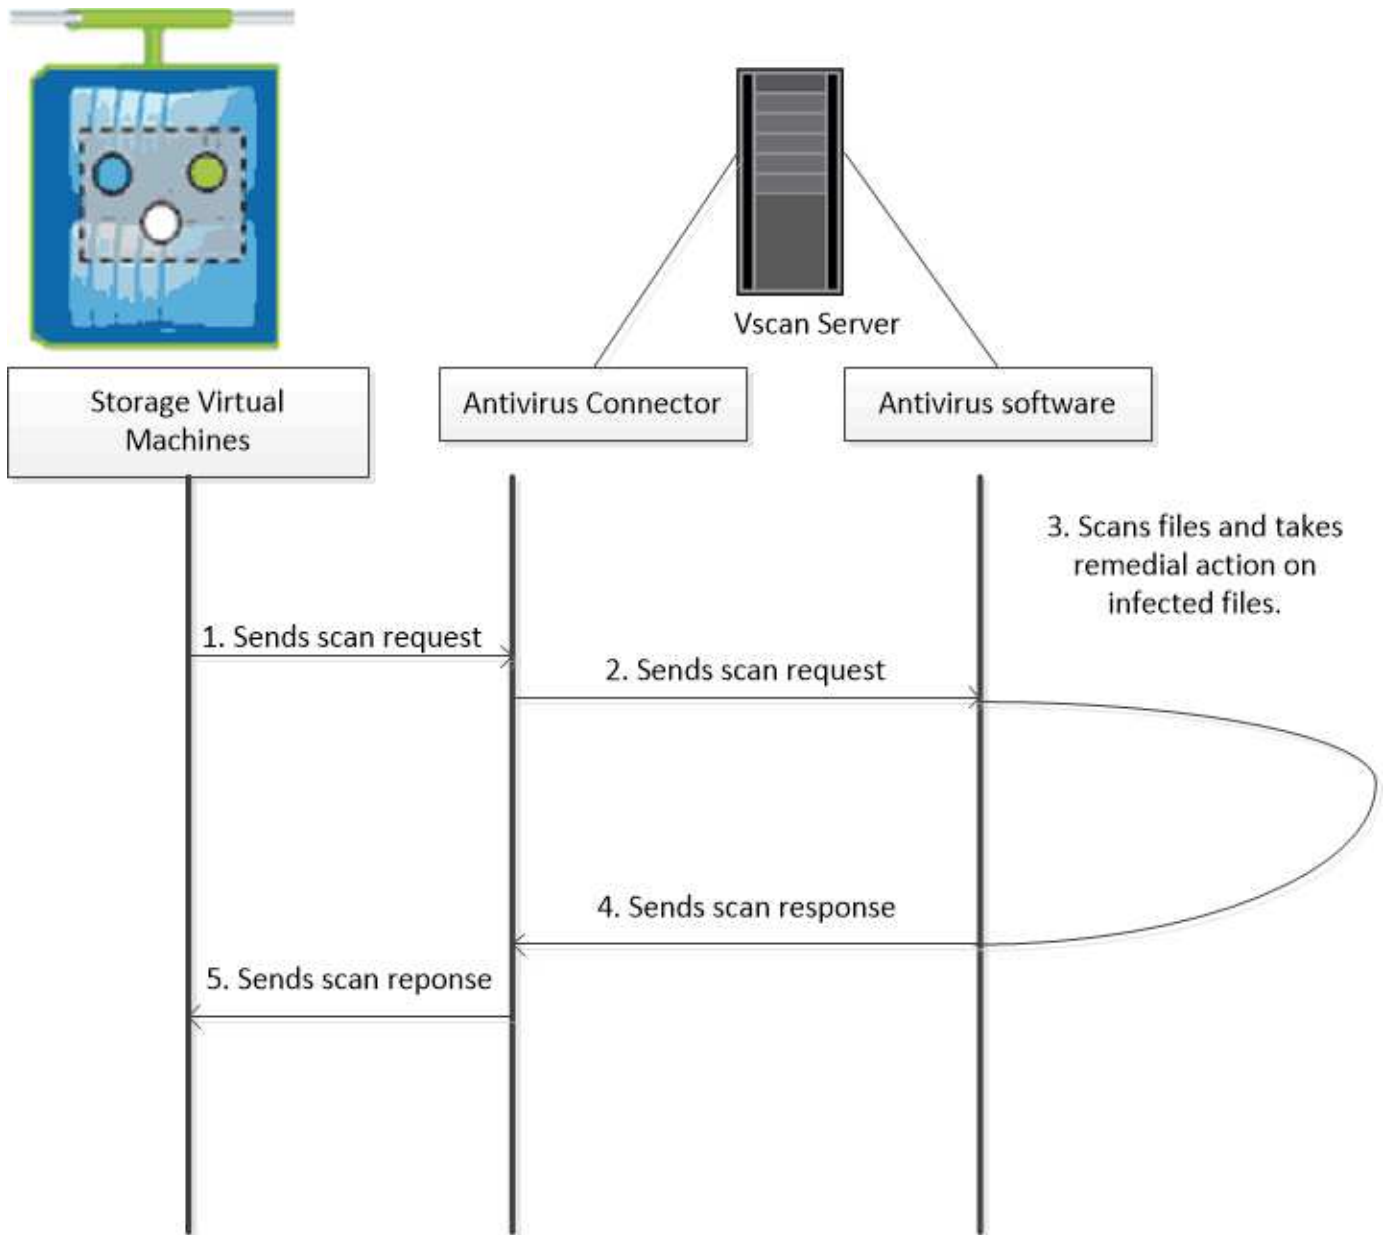 Vscan Server
Storage Virtual
Machines
Antivirus Connector
Antivirus software
3. Scans files and takes
remedial action on
infected files.
1. Sends scan request
2. Sends scan request
4. Sends scan response
5. Sends scan reponse